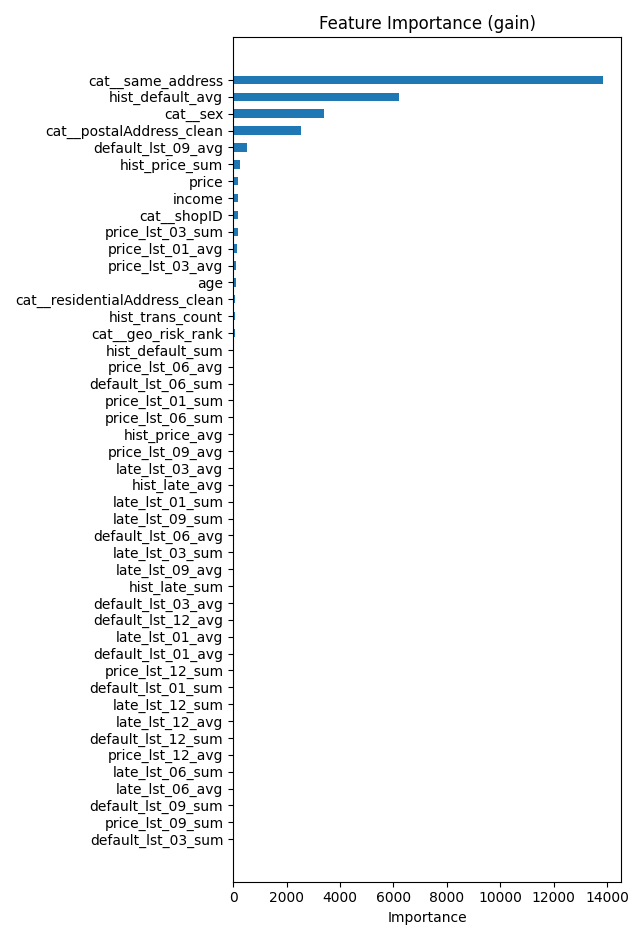 Feature Importance (gain)
cat__same_address
hist_default_avg
cat__sex
cat__postalAddress_clean
default_lst_09_avg
hist_price_sum
price
income
cat__shopID
price_lst_03_sum
price_lst_01_avg
price_lst_03_avg
age
cat__residentialAddress_clean
hist_trans_count
cat__geo_risk_rank
hist_default_sum
price_lst_06_avg
default_lst_06_sum
price_lst_01_sum
price_lst_06_sum
hist_price_avg
price_lst_09_avg
late_lst_03_avg
hist_late_avg
late_lst_01_sum
late_lst_09_sum
default_lst_06_avg
late_lst_03_sum
late_lst_09_avg
hist_late_sum
default_lst_03_avg
default_lst_12_avg
late_lst_01_avg
default_lst_01_avg
price_lst_12_sum
default_lst_01_sum
late_lst_12_sum
late_lst_12_avg
default_lst_12_sum
price_lst_12_avg
late_lst_06_sum
late_lst_06_avg
default_lst_09_sum
price_lst_09_sum
default_lst_03_sum
0 2000 4000 6000 8000 10000 12000 14000
Importance